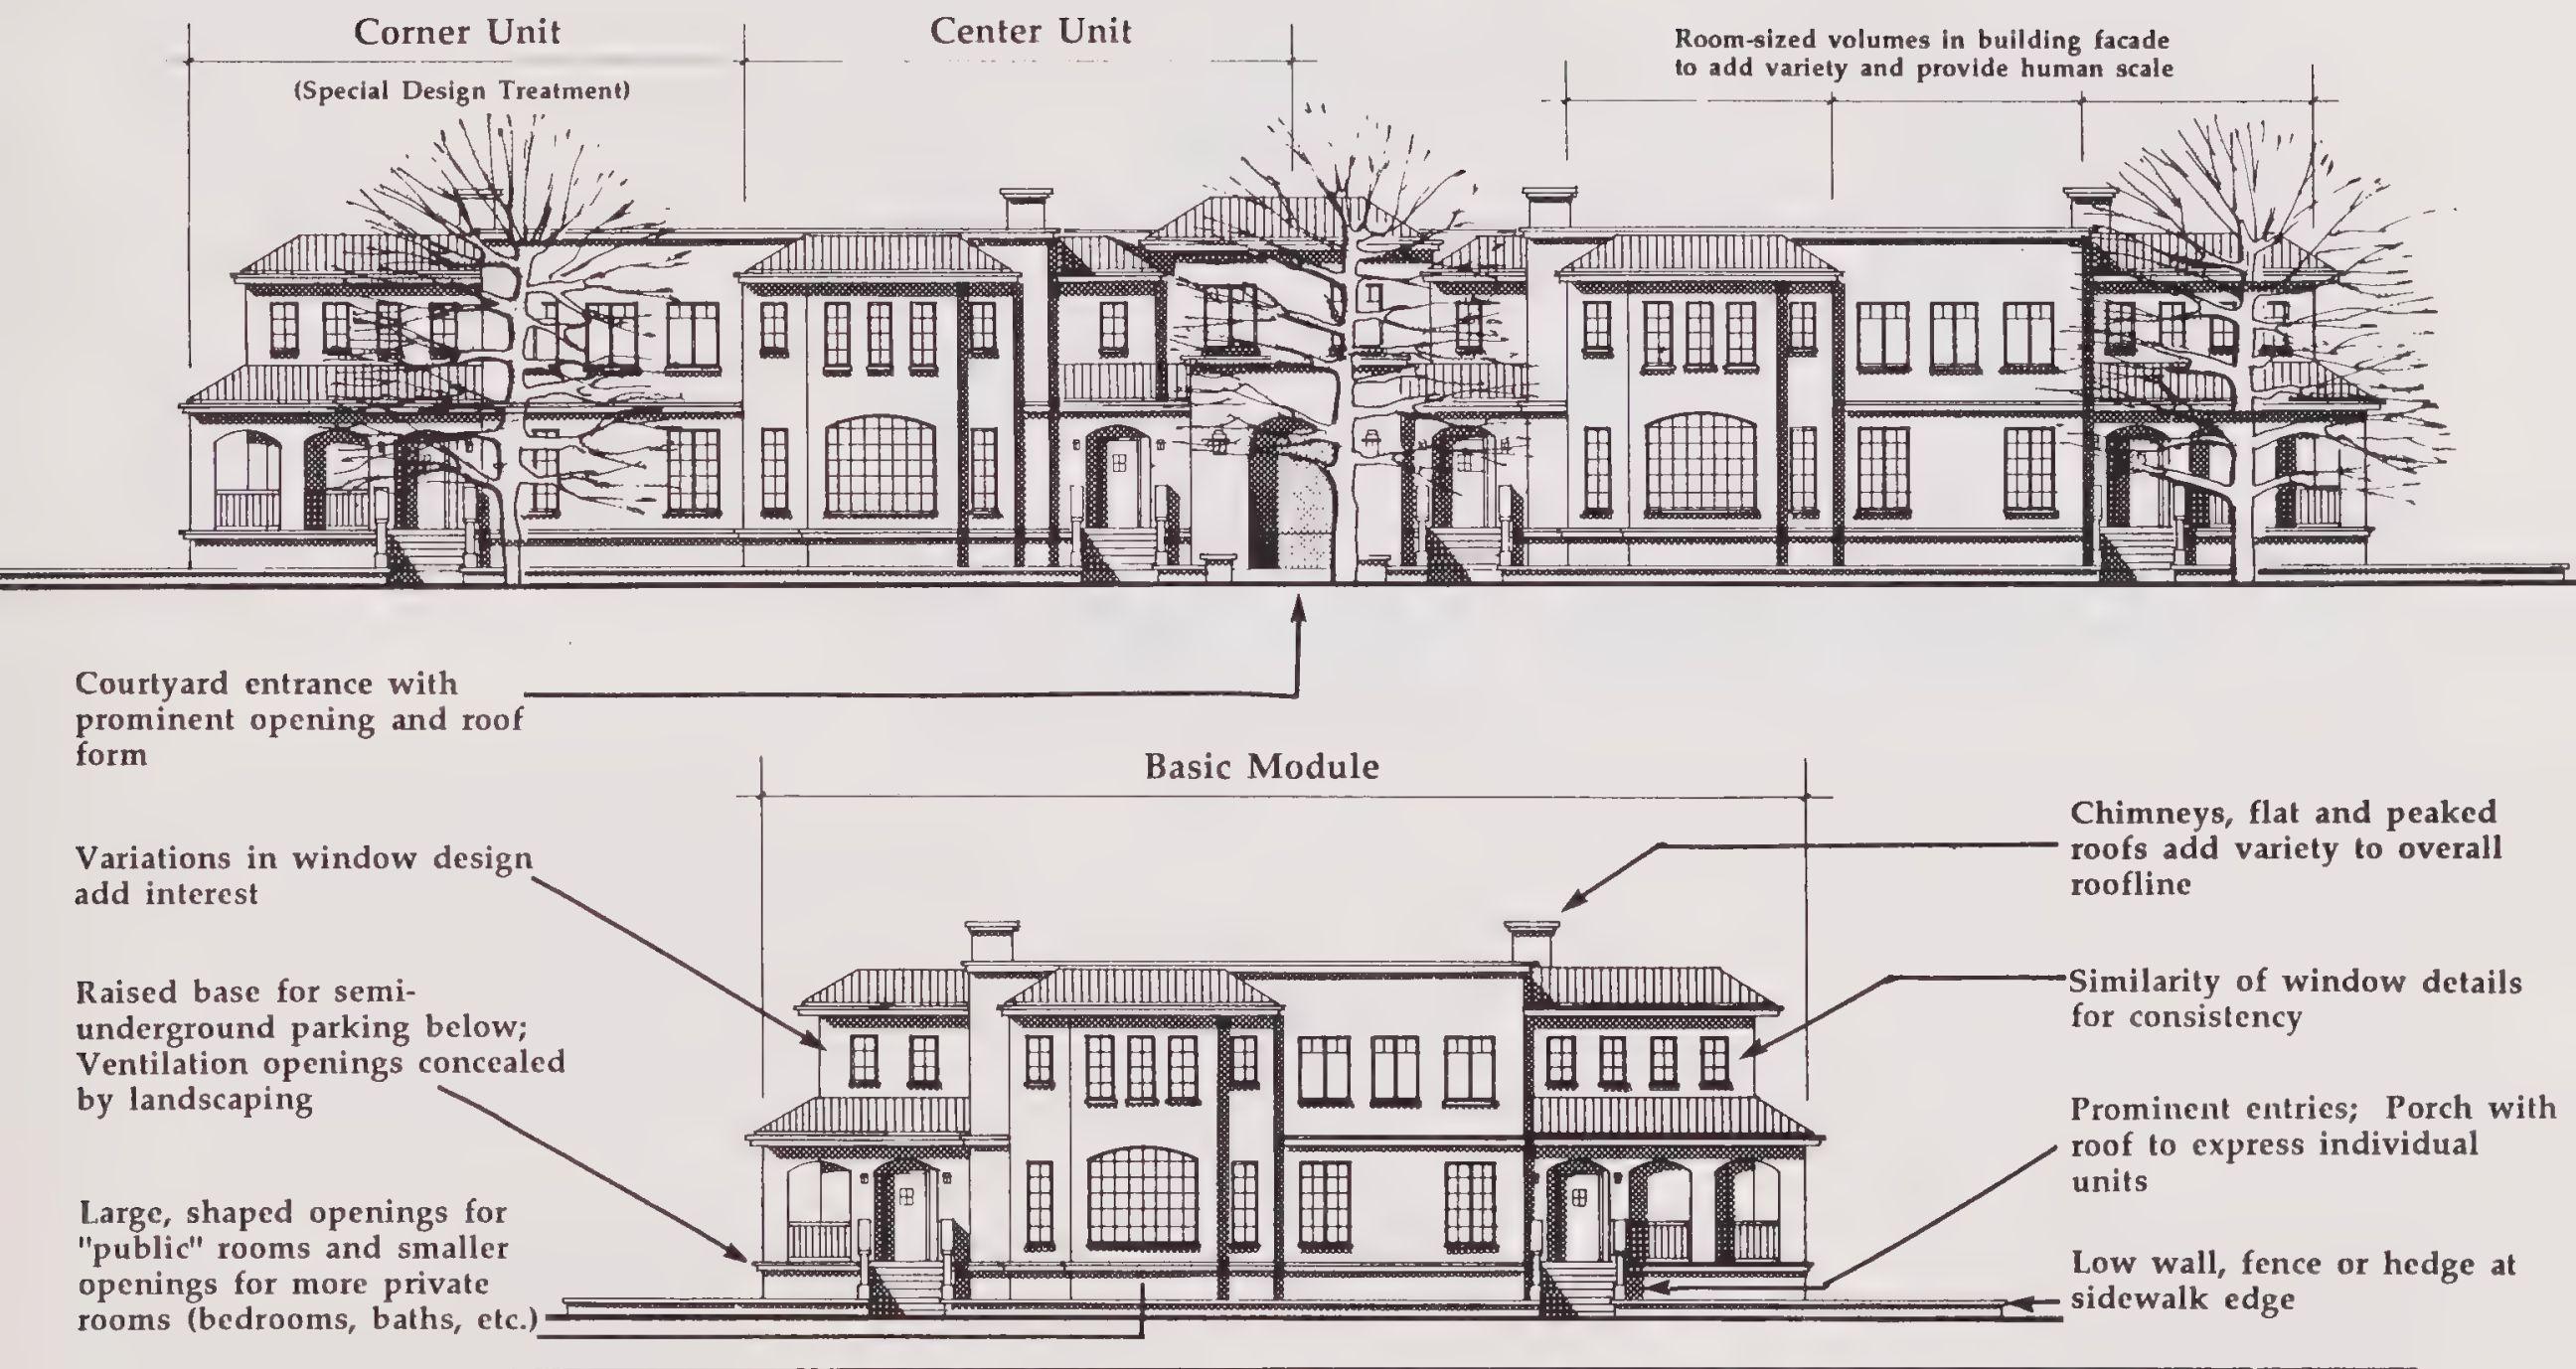 Corner Unit
(Special Design Treatment)
Center Unit
Room-sized volumes in building facade
to add variety and provide human scale
Courtyard entrance with
prominent opening and roof
form
Basic Module
Variations in window design
add interest
Raised base for semi-
underground parking below;
Ventilation openings concealed
by landscaping
Large, shaped openings for
"public" rooms and smaller
openings for more private
rooms (bedrooms, baths, etc.)
Chimneys, flat and peaked
roofs add variety to overall
roofline
Similarity of window details
for consistency
Prominent entries; Porch with
roof to express individual
units
Low wall, fence or hedge at
sidewalk edge